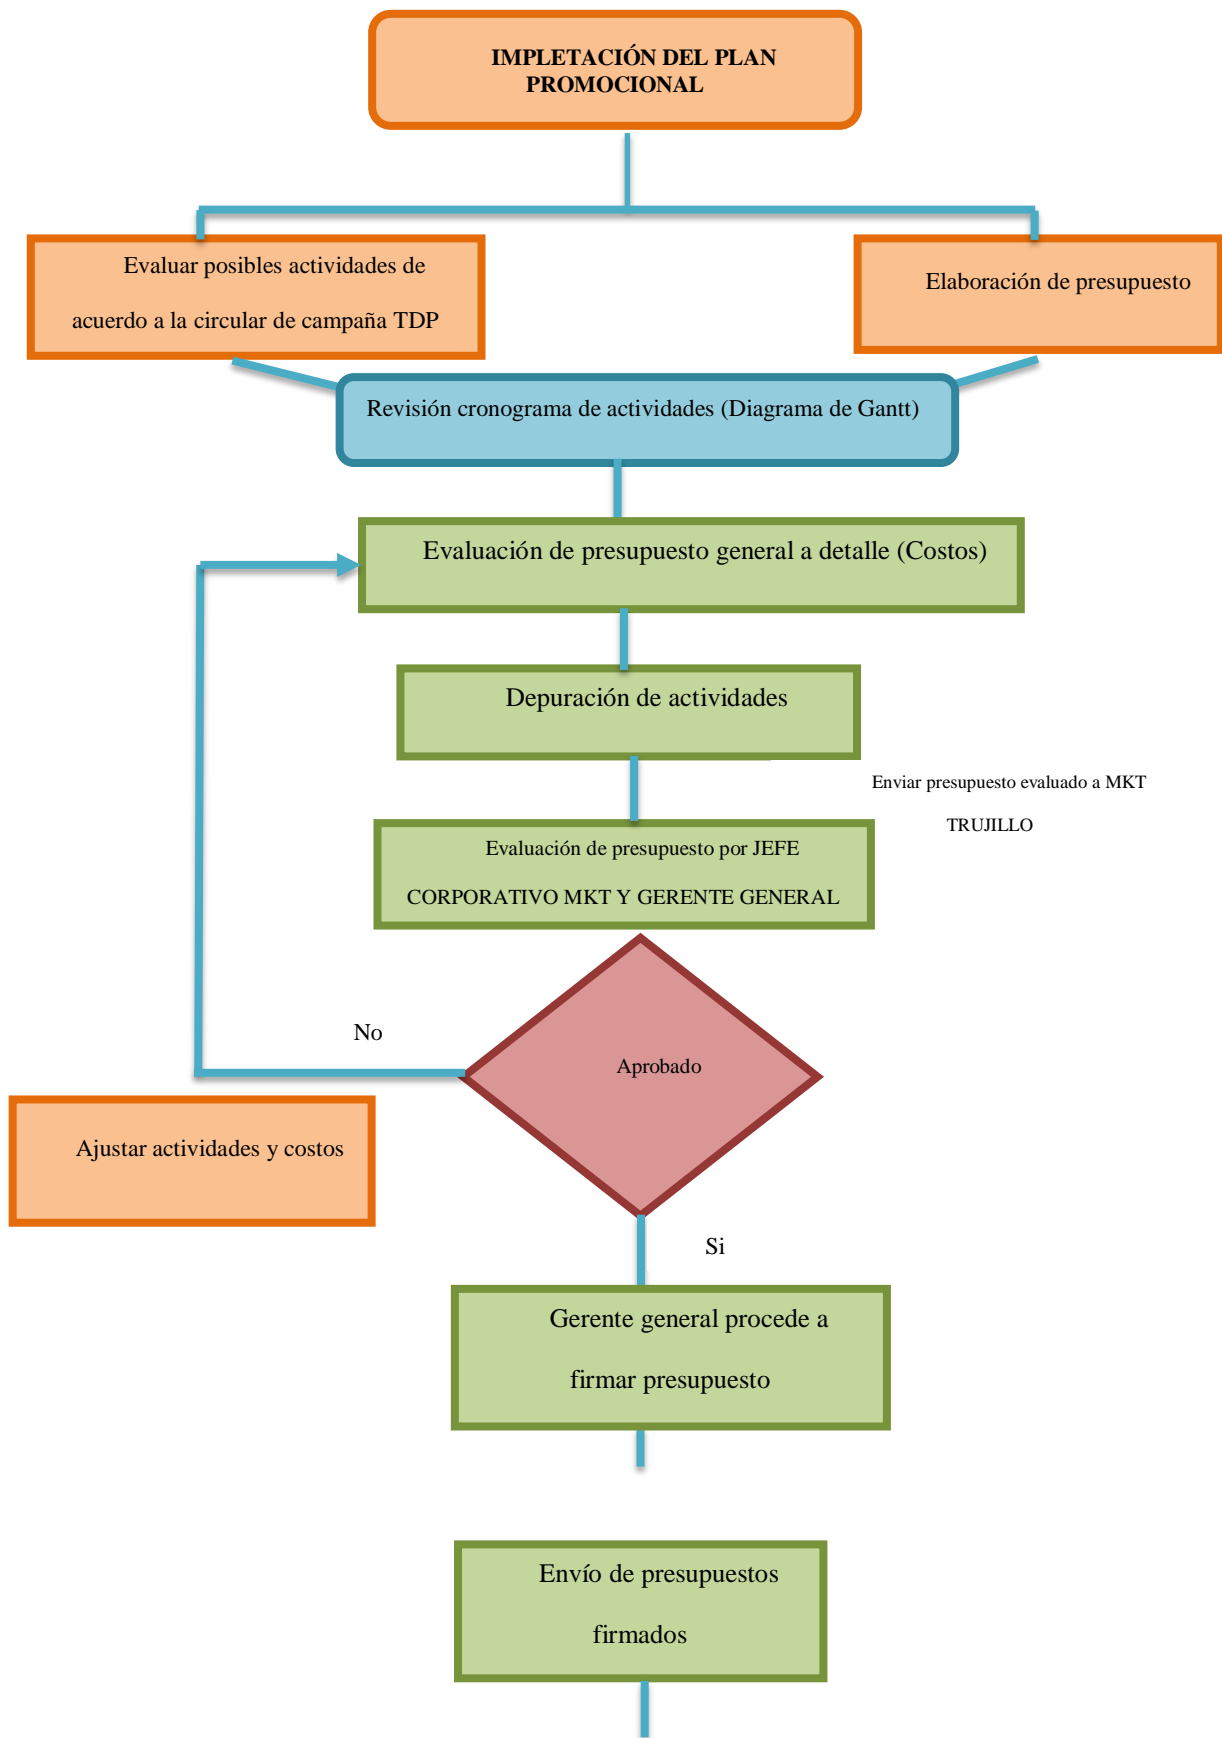 IMPLETACIÓN DEL PLAN
PROMOCIONAL
Evaluar posibles actividades de
acuerdo a la circular de campaña TDP
Elaboración de presupuesto
Revisión cronograma de actividades (Diagrama de Gantt)
Evaluación de presupuesto general a detalle (Costos)
Depuración de actividades
Enviar presupuesto evaluado a MKT
TRUJILLO
Evaluación de presupuesto por JEFE
CORPORATIVO MKT Y GERENTE GENERAL
No
Aprobado
Ajustar actividades y costos
Si
Gerente general procede a
firmar presupuesto
Envío de presupuestos
firmados